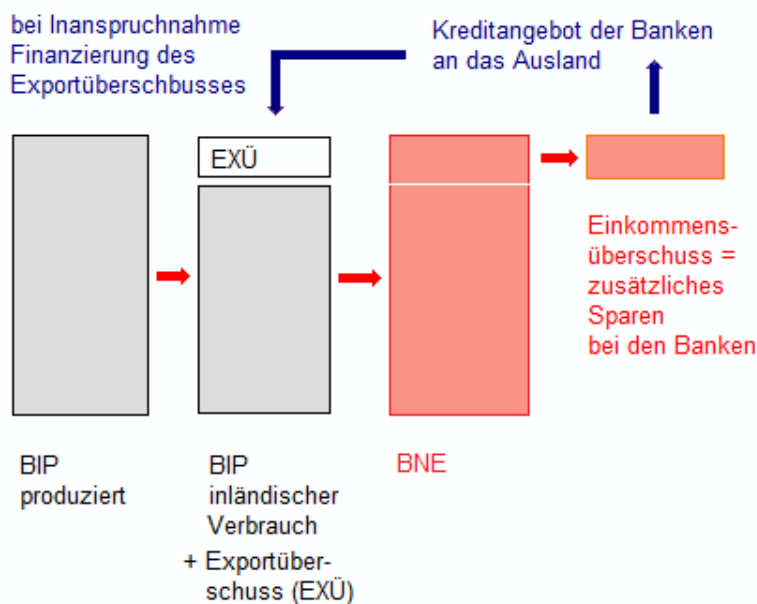 bei Inanspruchnahme
Finanzierung des
Exportüberschbusses
Kreditangebot der Banken
an das Ausland
EXÜ
Einkommens-
überschuss =
zusätzliches
Sparen
bei den Banken
BIP
produziert
BIP
inländischer
Verbrauch
+ Exportüber-
schuss (EXÜ)
BNE